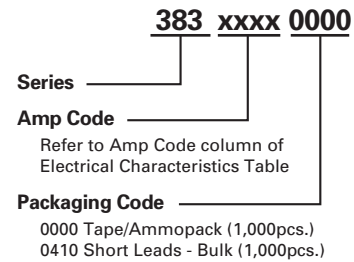 383 xxxx 0000
Series
Amp Code
Refer to Amp Code column of
Electrical Characteristics Table
Packaging Code
0000 Tape/Ammopack (1,000pcs.)
0410 Short Leads - Bulk (1,000pcs.)